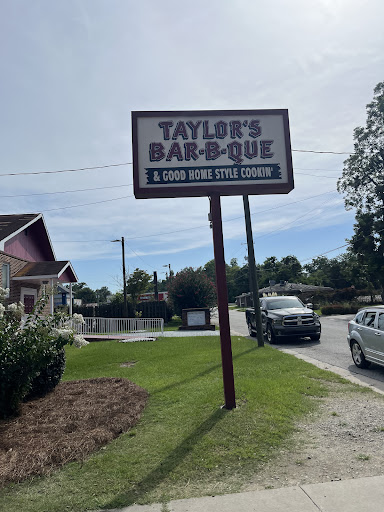 TAYLOR'S
BAR-B-QUE
& GOOD HOME STYLE COOKIN'